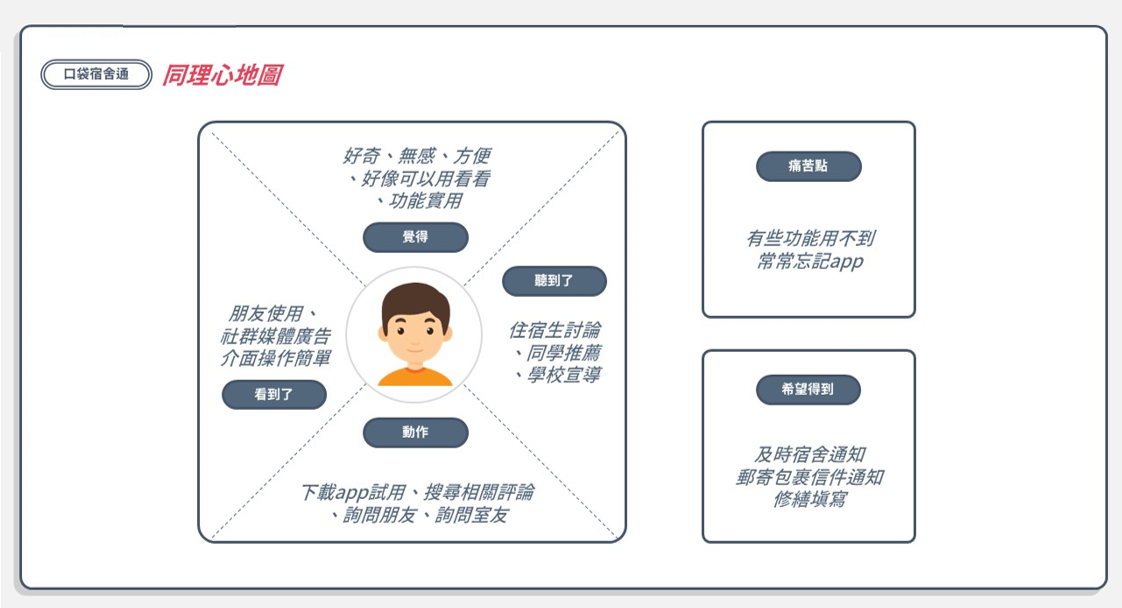 口袋宿舍通
同理心地圖
好奇、無感、方便
、好像可以用看看
、功能實用
覺得
聽到了
住宿生討論
、同學推薦
、學校宣導
朋友使用、
社群媒體廣告
介面操作簡單
看到了
動作
下載app試用、搜尋相關評論
、詢問朋友、詢問室友
痛苦點
有些功能用不到
常常忘記app
希望得到
及時宿舍通知
郵寄包裹信件通知
修繕填寫